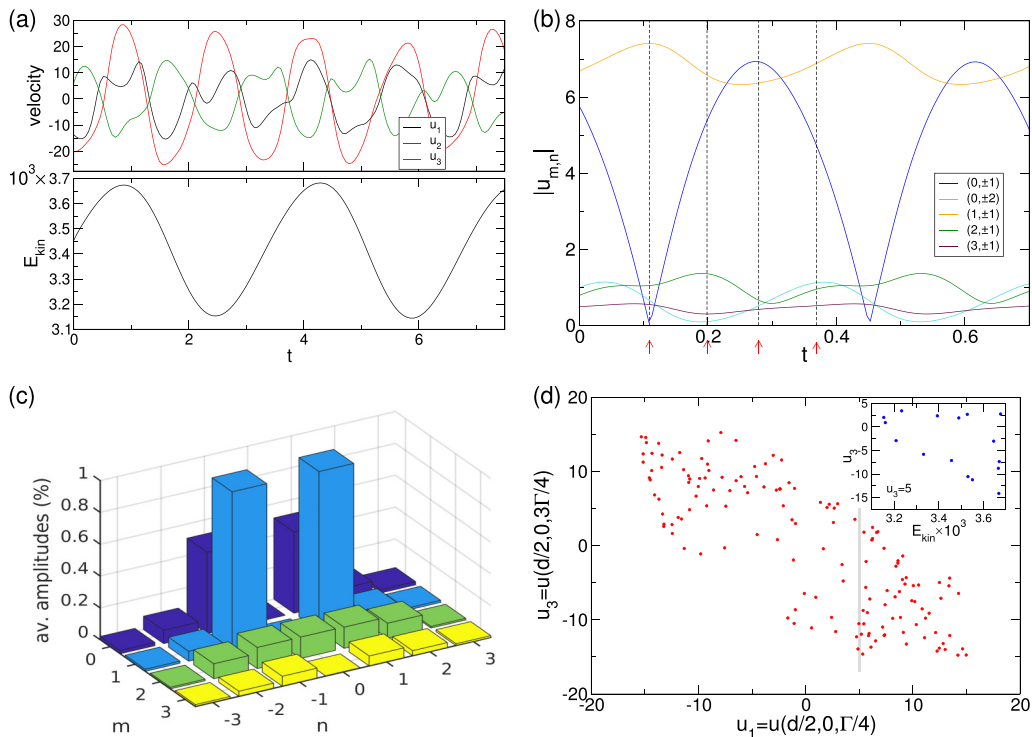 (a)
30
20
10
0
-10
-20
velocity
u1
u2
u3
10³×3.7
3.6
3.5
3.4
3.3
3.2
3.1
Ekin
0 2 4 6
t
(b)
8
6
4
2
0
|um,n|
(0,±1)
(0,±2)
(1,±1)
(2,±1)
(3,±1)
0 0.2 0.4 0.6
t
(c)
1
0.8
0.6
0.4
0.2
0
av. amplitudes (%)
0 1 2 3
m
-3 -2 -1 0 1 2 3
n
(d)
20
10
0
-10
-20
u3=u(d/2,0,3Γ/4)
-20 -10 0 10 20
u1=u(d/2,0,Γ/4)
5
0
-5
-10
-15
u3
u3=5
3.2 3.4 3.6
Ekin×10³